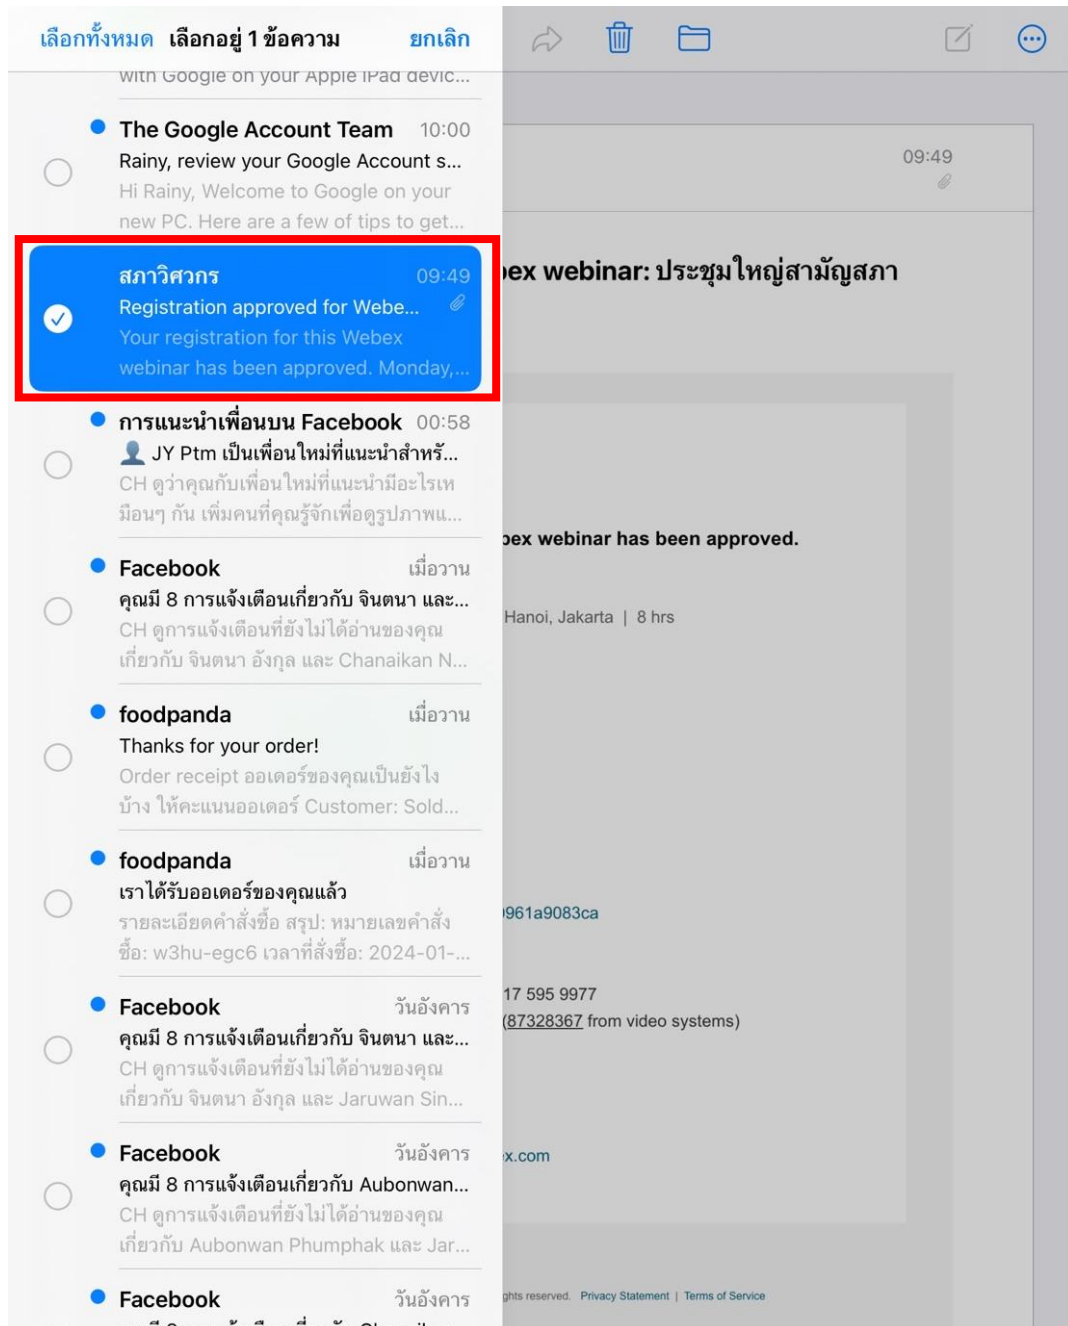 เลือกทั้งหมด เลือกอยู่ 1 ข้อความ ยกเลิก
with Google on your Apple iPad devic...
The Google Account Team 10:00
Rainy, review your Google Account s...
Hi Rainy, Welcome to Google on your
new PC. Here are a few of tips to get...
สภาวิศวกร 09:49
Registration approved for Webe...
Your registration for this Webex
webinar has been approved. Monday,...
การแนะนำเพื่อนบน Facebook 00:58
JY Ptm เป็นเพื่อนใหม่ที่แนะนำสำหรั...
CH ดูว่าคุณกับเพื่อนใหม่ที่แนะนำมีอะไรเห
มือนๆ กัน เพิ่มคนที่คุณรู้จักเพื่อดูรูปภาพแ...
Facebook เมื่อวาน
คุณมี 8 การแจ้งเตือนเกี่ยวกับ จินตนา และ...
CH ดูการแจ้งเตือนที่ยังไม่ได้อ่านของคุณ
เกี่ยวกับ จินตนา อังกุล และ Chanaikan N...
foodpanda เมื่อวาน
Thanks for your order!
Order receipt ออเดอร์ของคุณเป็นยังไง
บ้าง ให้คะแนนออเดอร์ Customer: Sold...
foodpanda เมื่อวาน
เราได้รับออเดอร์ของคุณแล้ว
รายละเอียดคำสั่งซื้อ สรุป: หมายเลขคำสั่ง
ซื้อ: w3hu-egc6 เวลาที่สั่งซื้อ: 2024-01-...
Facebook วันอังคาร
คุณมี 8 การแจ้งเตือนเกี่ยวกับ จินตนา และ...
CH ดูการแจ้งเตือนที่ยังไม่ได้อ่านของคุณ
เกี่ยวกับ จินตนา อังกุล และ Jaruwan Sin...
Facebook วันอังคาร
คุณมี 8 การแจ้งเตือนเกี่ยวกับ Aubonwan...
CH ดูการแจ้งเตือนที่ยังไม่ได้อ่านของคุณ
เกี่ยวกับ Aubonwan Phumphak และ Jar...
Facebook วันอังคาร
09:49
bex webinar: ประชุมใหญ่สามัญสภา
bex webinar has been approved.
Hanoi, Jakarta | 8 hrs
961a9083ca
17 595 9977
(87328367 from video systems)
x.com
ghts reserved. Privacy Statement | Terms of Service